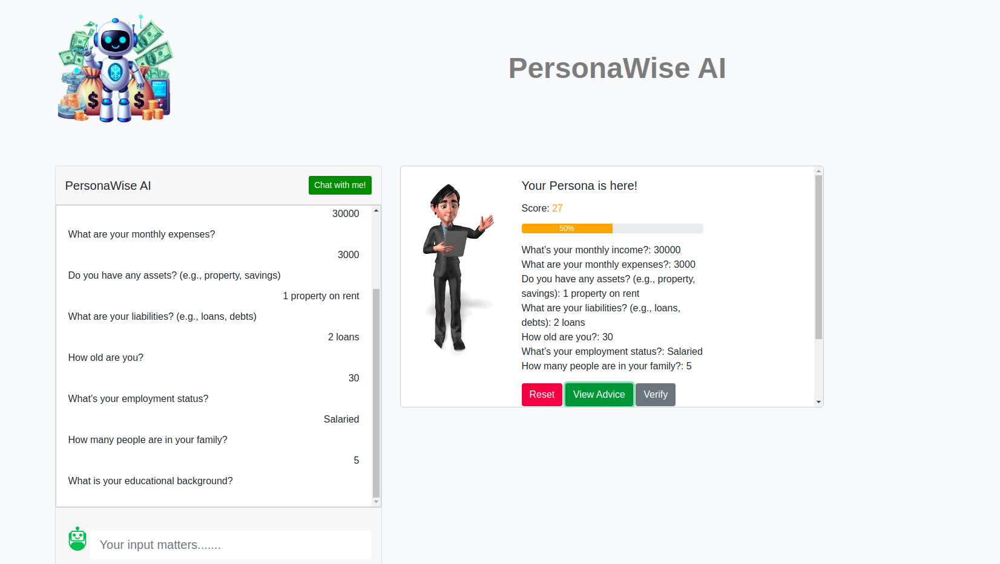 PersonaWise AI
$ $
PersonaWise AI
Chat with me!
30000
What are your monthly expenses?
3000
Do you have any assets? (e.g., property, savings)
1 property on rent
What are your liabilities? (e.g., loans, debts)
2 loans
How old are you?
30
What’s your employment status?
Salaried
How many people are in your family?
5
What is your educational background?
Your input matters.......
Your Persona is here!
Score: 27
50%
What’s your monthly income?: 30000
What are your monthly expenses?: 3000
Do you have any assets? (e.g., property,
savings): 1 property on rent
What are your liabilities? (e.g., loans,
debts): 2 loans
How old are you?: 30
What’s your employment status?: Salaried
How many people are in your family?: 5
Reset
View Advice
Verify